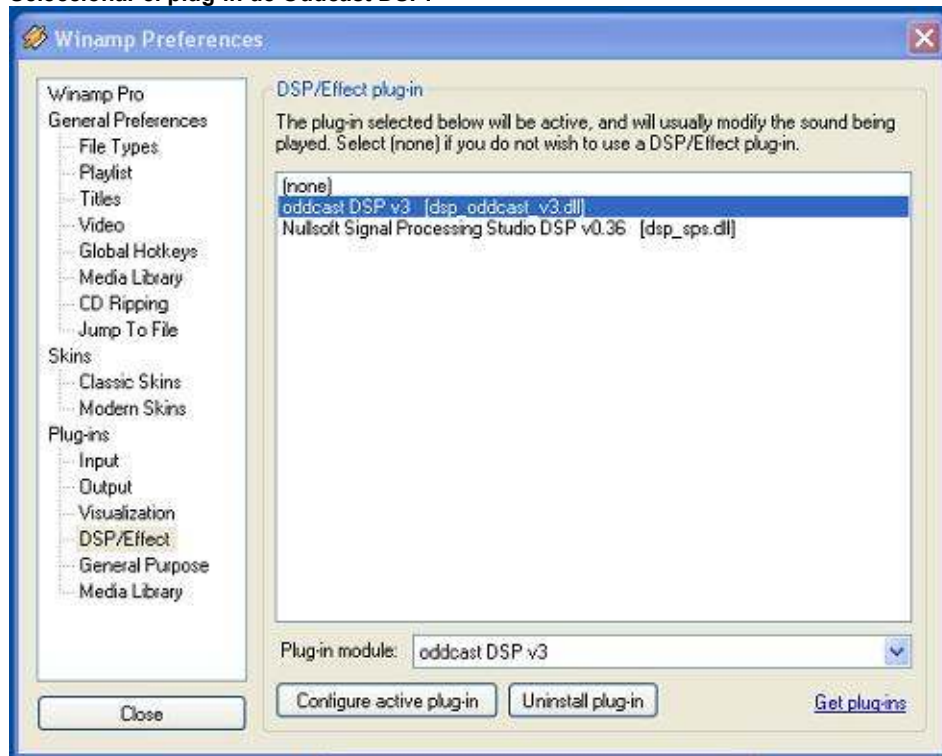 Seleccionar el plug-in de Oddcast DSP.
Winamp Preferences
Winamp Pro
General Preferences
File Types
Playlist
Titles
Video
Global Hotkeys
Media Library
CD Ripping
Jump To File
Skins
Classic Skins
Modern Skins
Plug-ins
Input
Output
Visualization
DSP/Effect
General Purpose
Media Library
Close
DSP/Effect plug-in
The plug-in selected below will be active, and will usually modify the sound being
played. Select (none) if you do not wish to use a DSP/Effect plug-in.
(none)
oddcast DSP v3 [dsp_oddcast_v3.dll]
Nullsoft Signal Processing Studio DSP v0.36 [dsp_sps.dll]
Plug-in module: oddcast DSP v3
Configure active plug-in
Uninstall plug-in
Get plug-ins